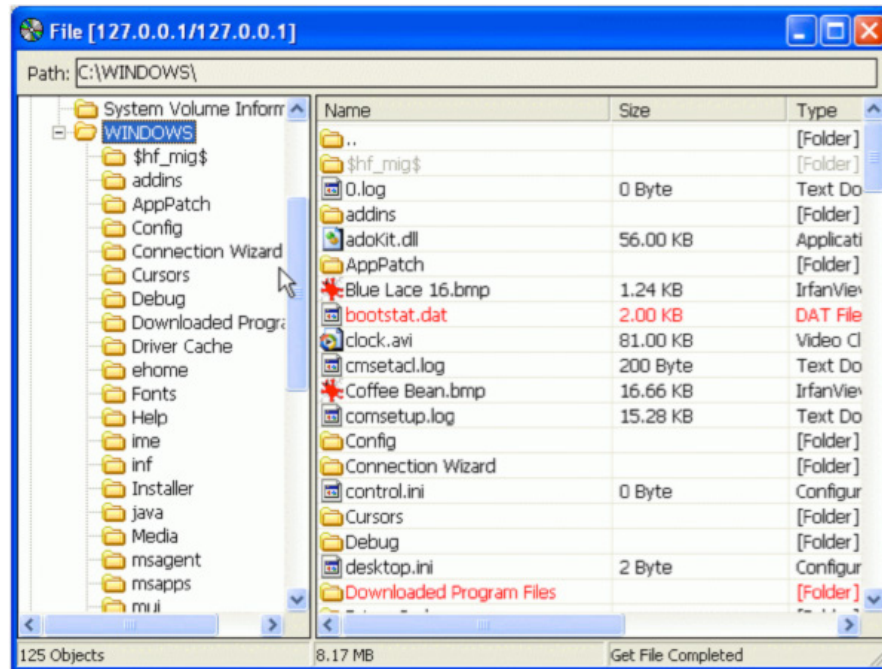 File [127.0.0.1/127.0.0.1]
Path: C:\WINDOWS\
System Volume Inform
WINDOWS
$hf_mig$
addins
AppPatch
Config
Connection Wizard
Cursors
Debug
Downloaded Progra
Driver Cache
ehome
Fonts
Help
ime
inf
Installer
java
Media
msagent
msapps
mui
Name Size Type
.. [Folder]
$hf_mig$ [Folder]
0.log 0 Byte Text Do
addins [Folder]
adoKit.dll 56.00 KB Applicati
AppPatch [Folder]
Blue Lace 16.bmp 1.24 KB IrfanView
bootstat.dat 2.00 KB DAT File
clock.avi 81.00 KB Video Cl
cmsetacl.log 200 Byte Text Do
Coffee Bean.bmp 16.66 KB IrfanView
comsetup.log 15.28 KB Text Do
Config [Folder]
Connection Wizard [Folder]
control.ini 0 Byte Configur
Cursors [Folder]
Debug [Folder]
desktop.ini 2 Byte Configur
Downloaded Program Files [Folder]
125 Objects 8.17 MB Get File Completed